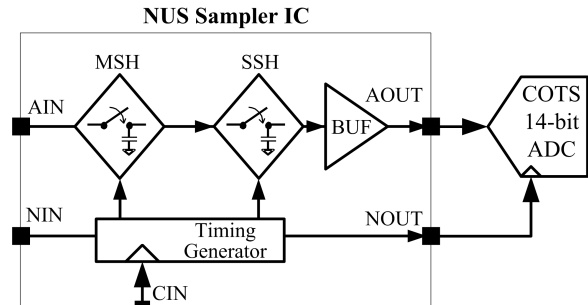 NUS Sampler IC
MSH
SSH
AIN
BUF
AOUT
COTS
14-bit
ADC
NIN
Timing
Generator
NOUT
CIN